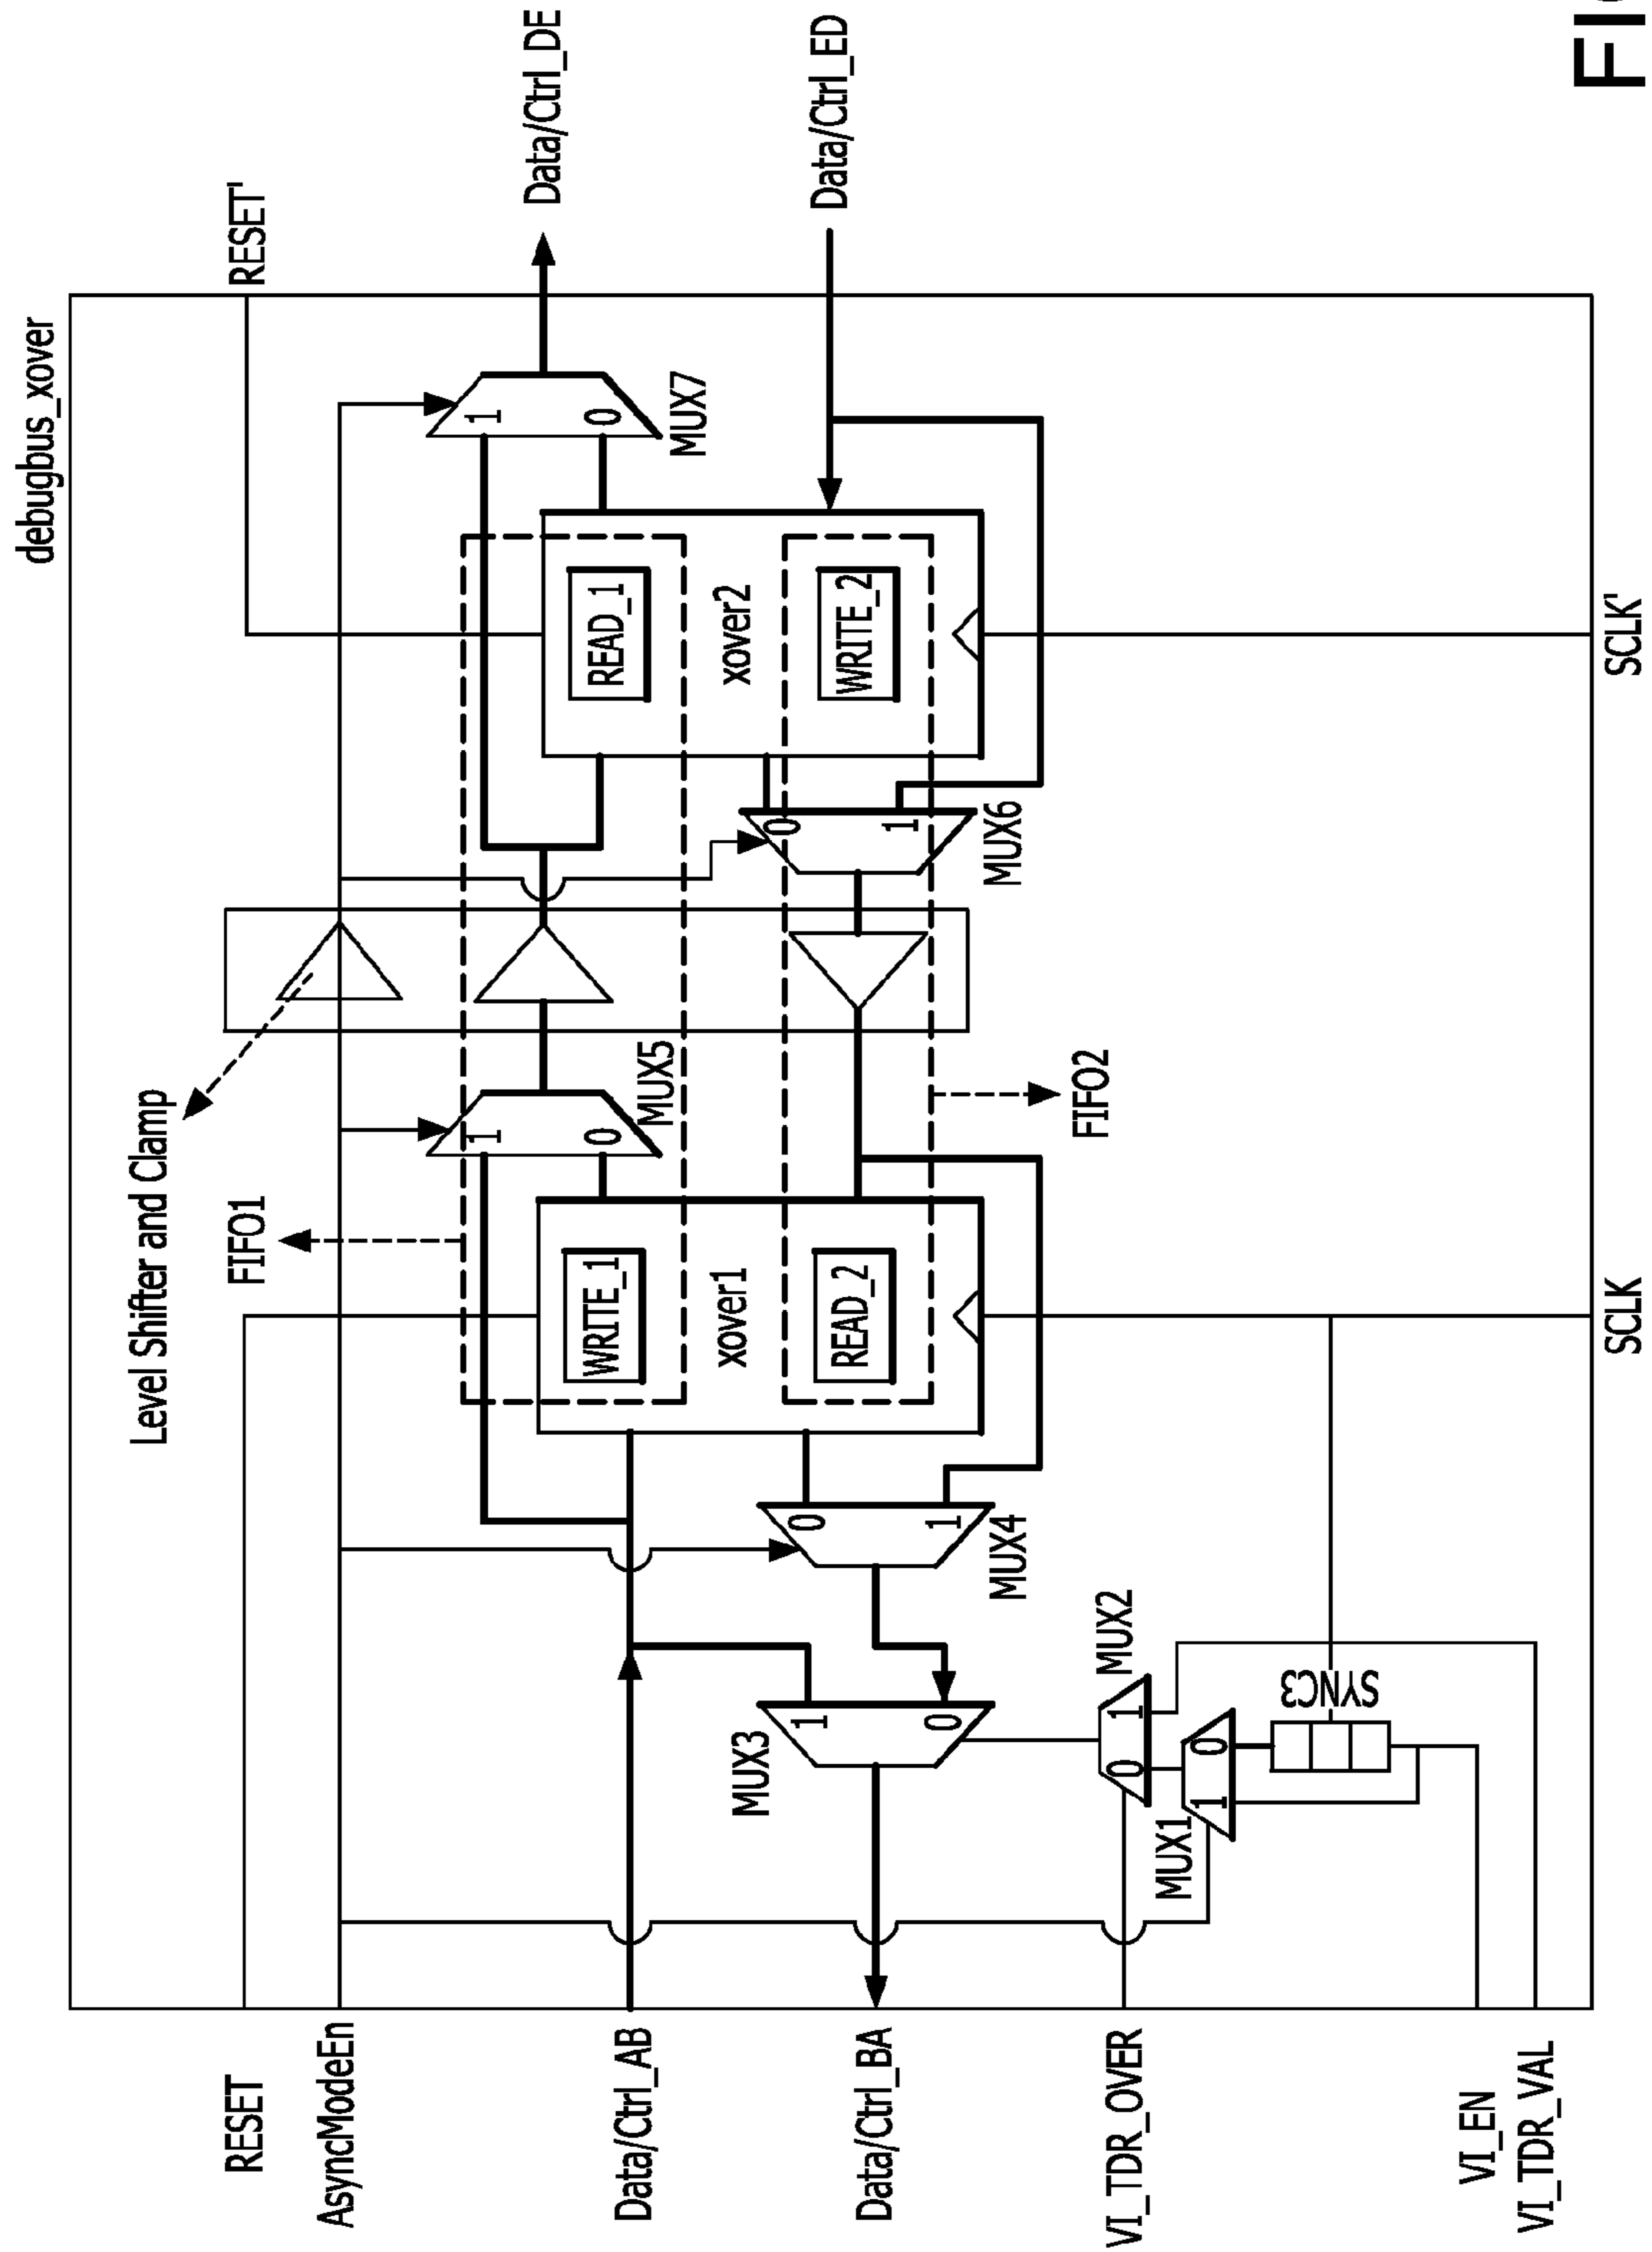 debugbus_xover
Level Shifter and Clamp
FIFO1
RESET
RESET'
AsyncModeEn
1
0
MUX5
1
0
MUX7
Data/Ctrl_DE
WRITE_1
READ_1
Data/Ctrl_AB
xover1
xover2
MUX3
1
0
0
1
MUX4
READ_2
0
1
MUX6
WRITE_2
Data/Ctrl_ED
Data/Ctrl_BA
FIFO2
VI_TDR_OVER
0
1
MUX2
MUX1
1
0
SYNC3
VI_EN
VI_TDR_VAL
SCLK
SCLK'